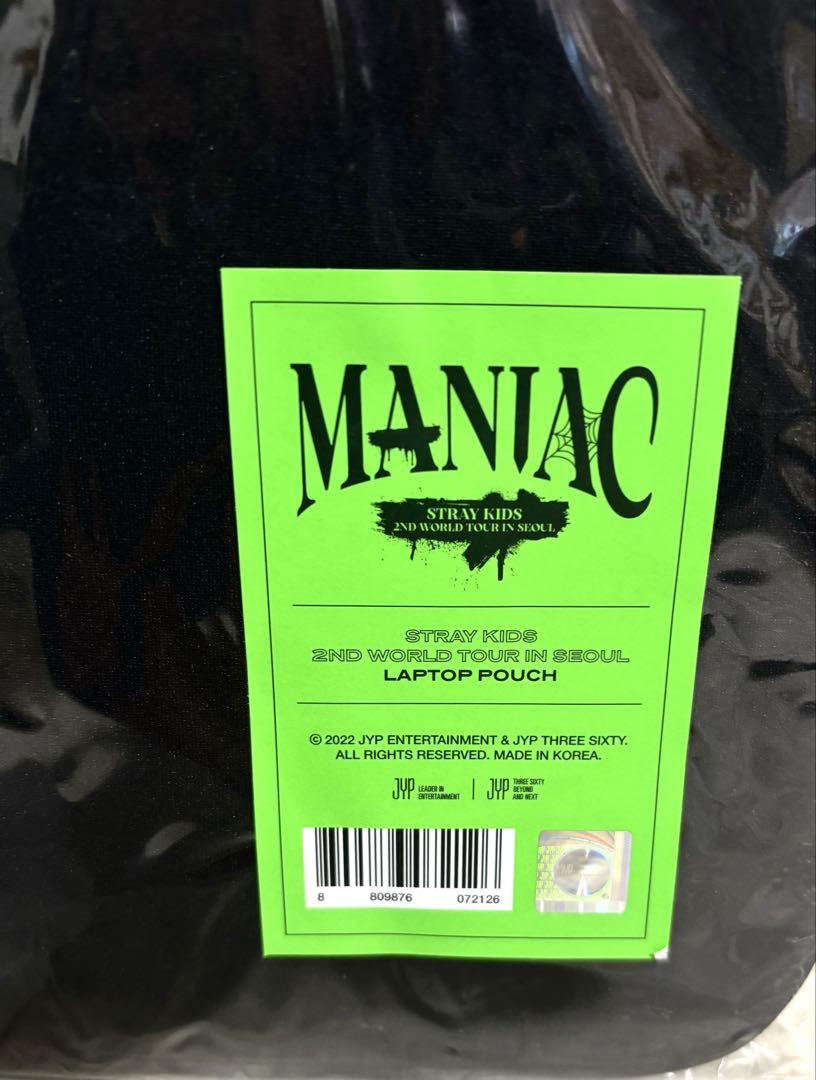 MANIAC
STRAY KIDS
2ND WORLD TOUR IN SEOUL
STRAY KIDS
2ND WORLD TOUR IN SEOUL
LAPTOP POUCH
© 2022 JYP ENTERTAINMENT & JYP THREE SIXTY.
ALL RIGHTS RESERVED. MADE IN KOREA.
JYP LEADER IN ENTERTAINMENT | JYP THREE SIXTY BEYOND AND NEXT
8 809876 072126